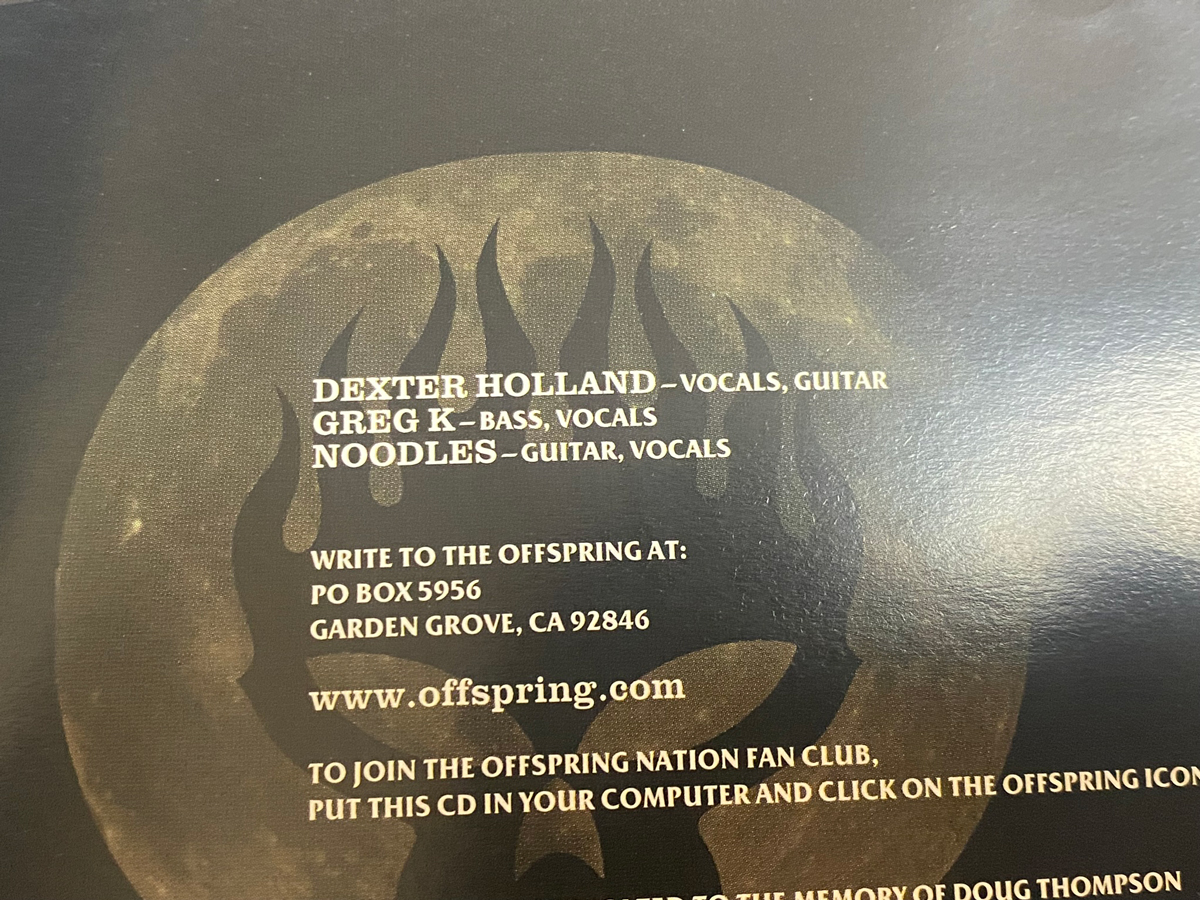 DEXTER HOLLAND – VOCALS, GUITAR
GREG K – BASS, VOCALS
NOODLES – GUITAR, VOCALS
WRITE TO THE OFFSPRING AT:
PO BOX 5956
GARDEN GROVE, CA 92846
www.offspring.com
TO JOIN THE OFFSPRING NATION FAN CLUB,
PUT THIS CD IN YOUR COMPUTER AND CLICK ON THE OFFSPRING ICON
TO THE MEMORY OF DOUG THOMPSON